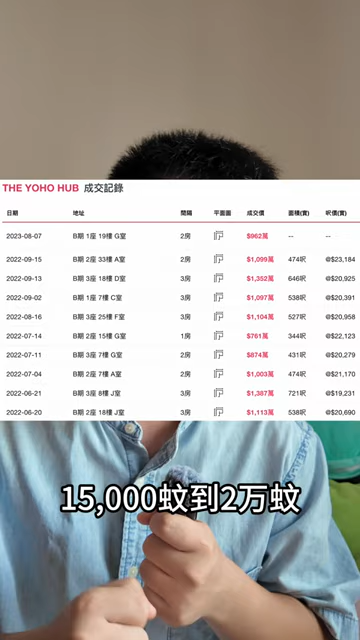 THE YOHO HUB 成交記錄
日期 地址 間隔 平面圖 成交價 面積(實) 呎價(實)
2023-08-07 B期 1座 19樓 G室 2房 $962萬 -- --
2022-09-15 B期 2座 33樓 A室 2房 $1,099萬 474呎 @$23,184
2022-09-13 B期 3座 18樓 D室 3房 $1,352萬 646呎 @$20,925
2022-09-02 B期 1座 7樓 C室 3房 $1,097萬 538呎 @$20,391
2022-08-16 B期 3座 25樓 F室 3房 $1,104萬 527呎 @$20,958
2022-07-14 B期 2座 15樓 G室 1房 $761萬 344呎 @$22,123
2022-07-11 B期 3座 7樓 G室 2房 $874萬 431呎 @$20,279
2022-07-04 B期 2座 7樓 A室 2房 $1,003萬 474呎 @$21,170
2022-06-21 B期 3座 8樓 J室 3房 $1,387萬 721呎 @$19,231
2022-06-20 B期 2座 18樓 J室 3房 $1,113萬 538呎 @$20,690
15,000蚊到2万蚊